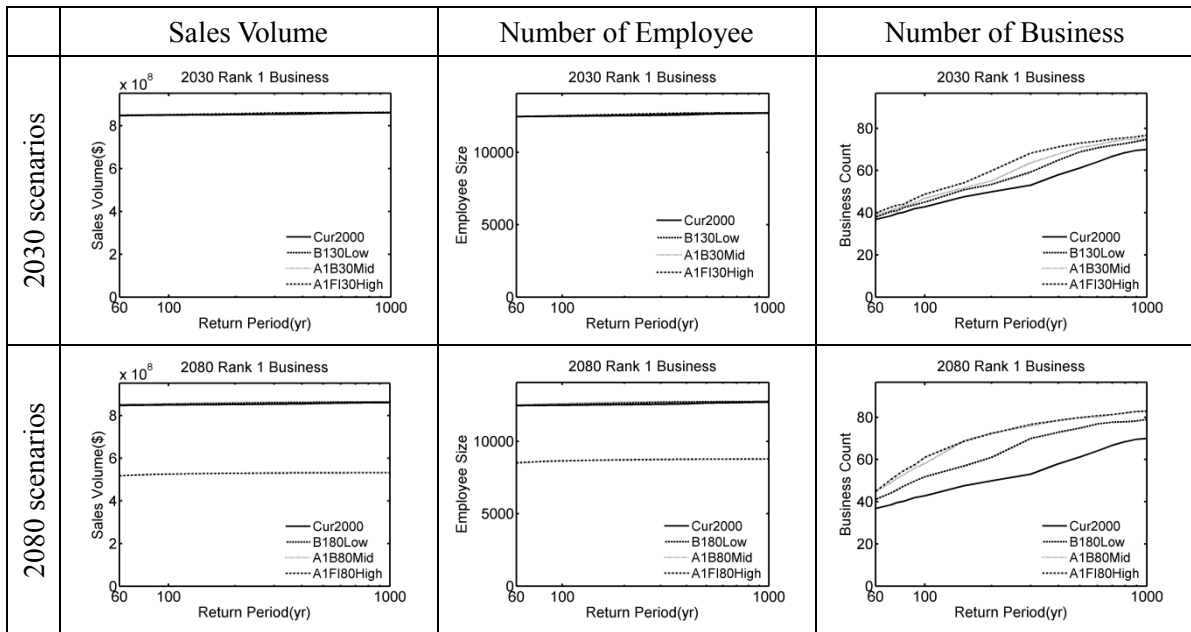 Sales Volume
Number of Employee
Number of Business
2030 scenarios
2030 Rank 1 Business
x 10⁸
Sales Volume($)
8
6
4
2
0
60
100
1000
Return Period(yr)
Cur2000
B130Low
A1B30Mid
A1FI30High
2030 Rank 1 Business
Employee Size
10000
5000
0
60
100
1000
Return Period(yr)
Cur2000
B130Low
A1B30Mid
A1FI30High
2030 Rank 1 Business
Business Count
80
60
40
20
0
60
100
1000
Return Period(yr)
Cur2000
B130Low
A1B30Mid
A1FI30High
2080 scenarios
2080 Rank 1 Business
x 10⁸
Sales Volume($)
8
6
4
2
0
60
100
1000
Return Period(yr)
Cur2000
B180Low
A1B80Mid
A1FI80High
2080 Rank 1 Business
Employee Size
10000
5000
0
60
100
1000
Return Period(yr)
Cur2000
B180Low
A1B80Mid
A1FI80High
2080 Rank 1 Business
Business Count
80
60
40
20
0
60
100
1000
Return Period(yr)
Cur2000
B180Low
A1B80Mid
A1FI80High